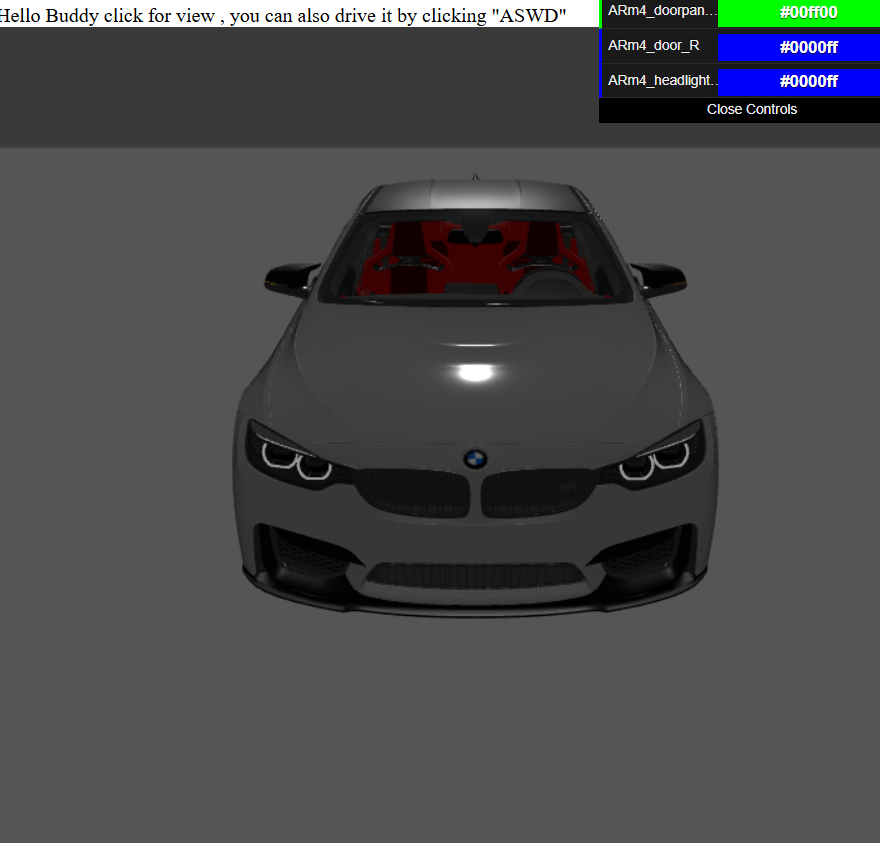 Hello Buddy click for view , you can also drive it by clicking "ASWD"
ARm4_doorpan... #00ff00
ARm4_door_R #0000ff
ARm4_headlight... #0000ff
Close Controls